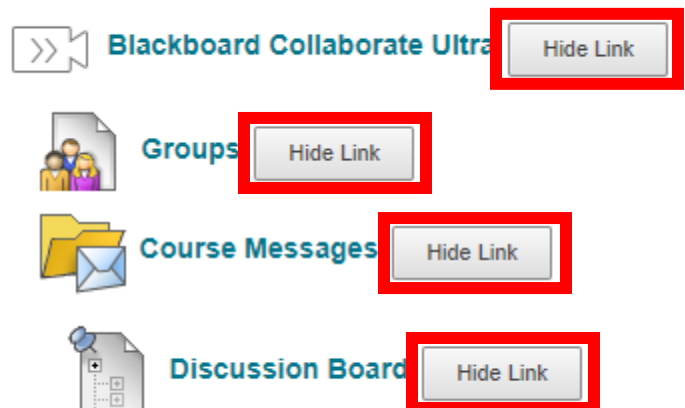 Blackboard Collaborate Ultra Hide Link
Groups Hide Link
Course Messages Hide Link
Discussion Board Hide Link